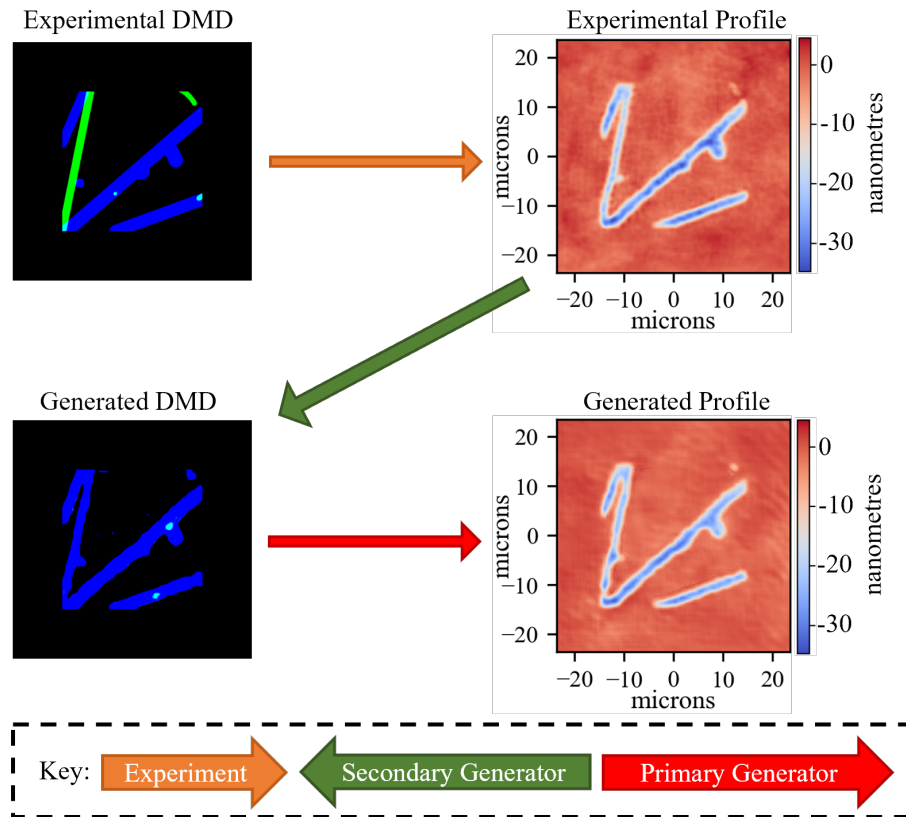 Experimental DMD
Experimental Profile
20
10
0
−10
−20
microns
−20 −10 0 10 20
microns
0
-10
-20
-30
nanometres
Generated DMD
Generated Profile
20
10
0
−10
−20
microns
−20 −10 0 10 20
microns
0
-10
-20
-30
nanometres
Key: Experiment Secondary Generator Primary Generator